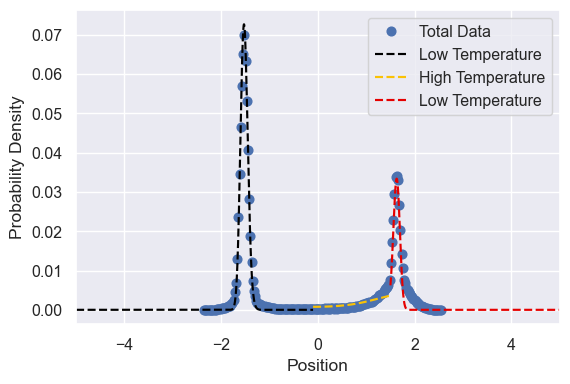 Total Data
Low Temperature
High Temperature
Low Temperature
Probability Density
0.07
0.06
0.05
0.04
0.03
0.02
0.01
0.00
−4
−2
0
2
4
Position